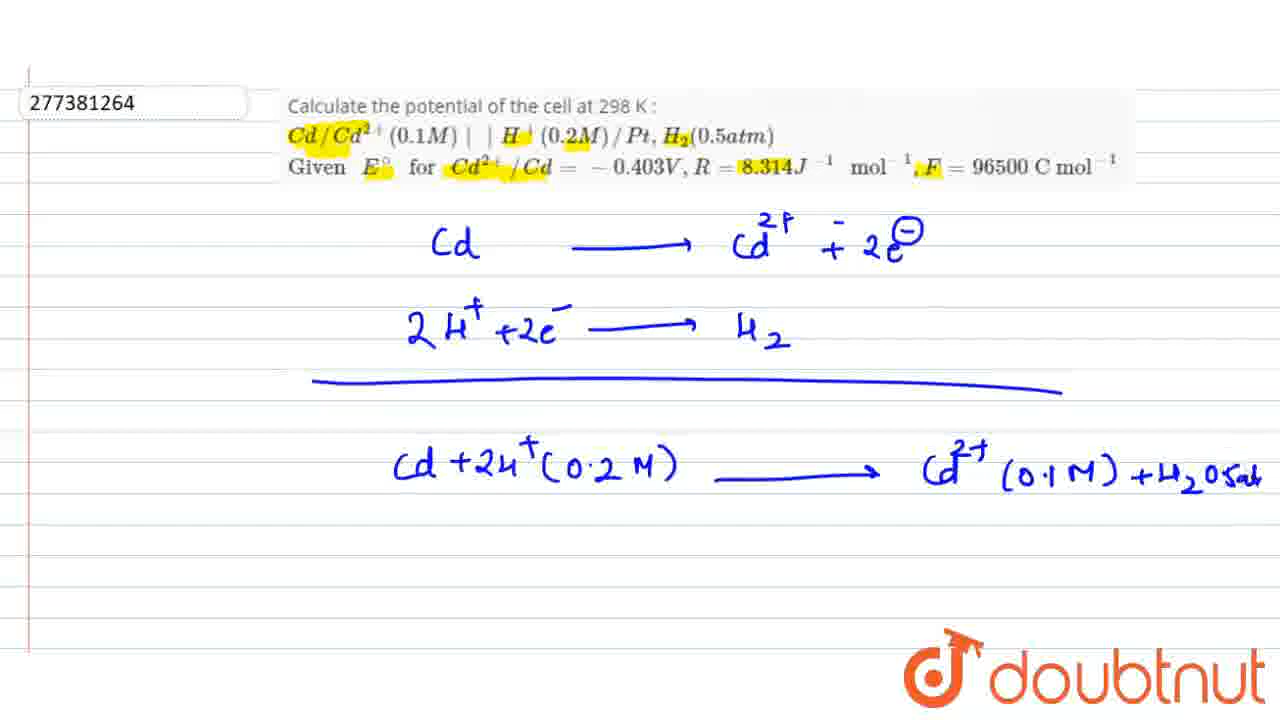 277381264
Calculate the potential of the cell at 298 K :
Cd/Cd²⁺(0.1M)||H⁺(0.2M)/Pt, H₂(0.5atm)
Given E° for Cd²⁺/Cd = −0.403V, R = 8.314J⁻¹ mol⁻¹, F = 96500 C mol⁻¹
Cd ⟶ Cd²⁺ + 2e⁻
2H⁺ + 2e⁻ ⟶ H₂
Cd + 2H⁺(0.2 M) ⟶ Cd²⁺(0.1 M) + H₂ 0.5at
doubtnut